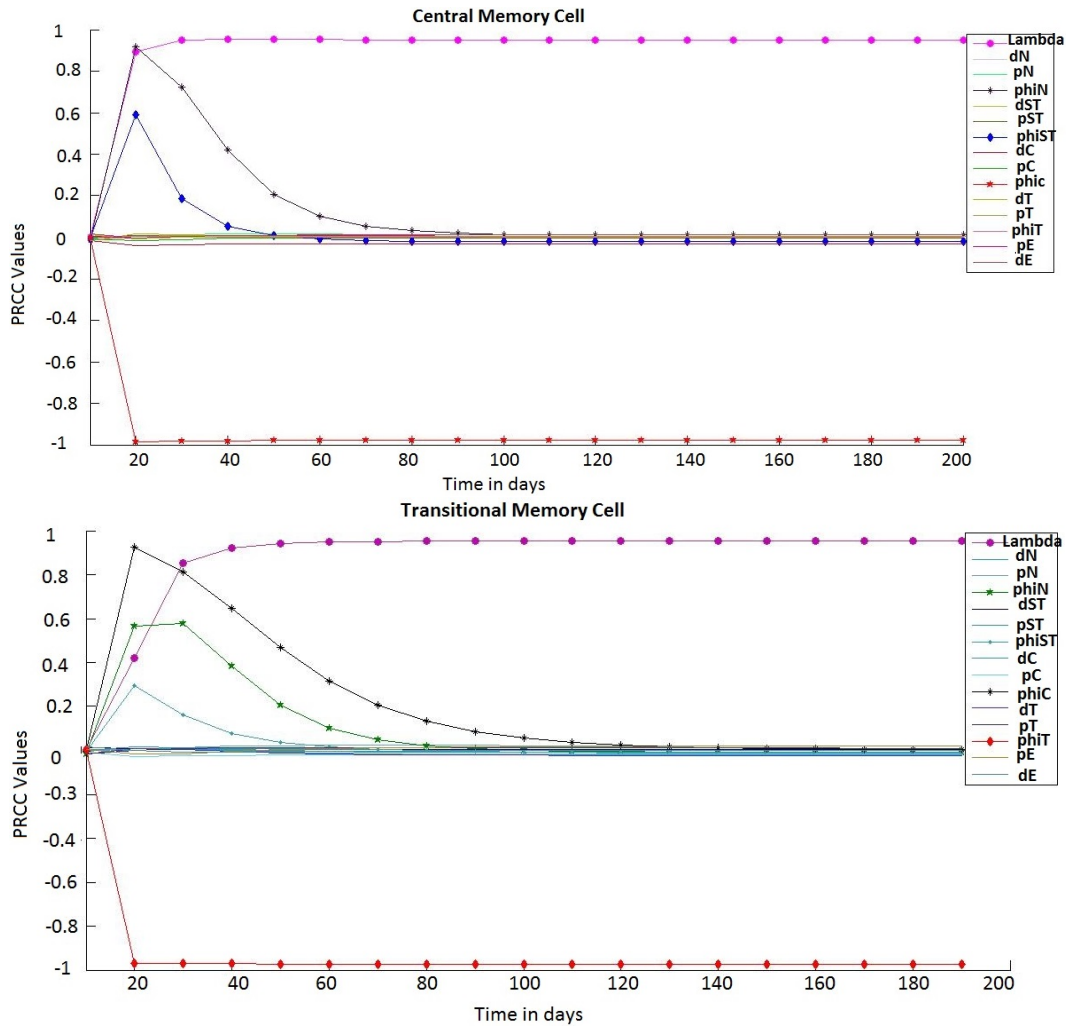 Central Memory Cell
1
0.8
0.6
0.4
0.2
0
-0.2
-0.4
-0.6
-0.8
-1
PRCC Values
20 40 60 80 100 120 140 160 180 200
Time in days
Lambda
dN
pN
phiN
dST
pST
phiST
dC
pC
phic
dT
pT
phiT
pE
dE
Transitional Memory Cell
1
0.8
0.6
0.4
0.2
0
-0.3
-0.4
-0.6
-0.8
-1
PRCC Values
20 40 60 80 100 120 140 160 180 200
Time in days
Lambda
dN
pN
phiN
dST
pST
phiST
dC
pC
phiC
dT
pT
phiT
pE
dE